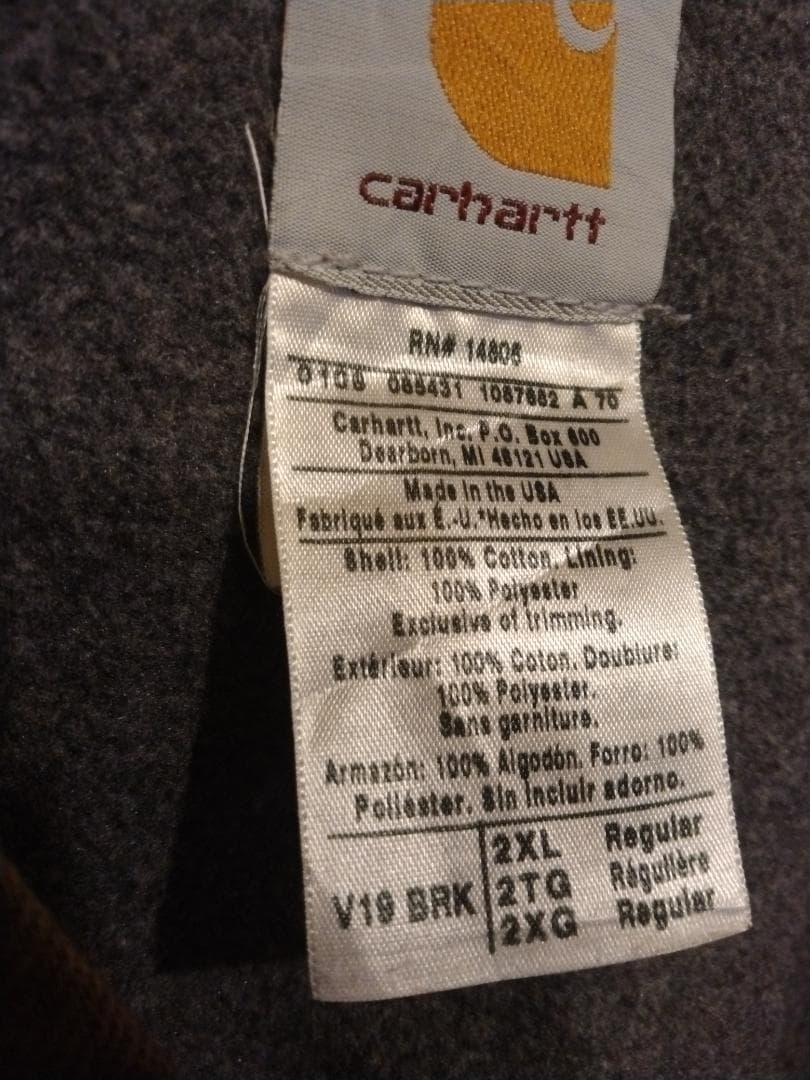 carhartt
RN# 14806
0108 085431 1087682 A 70
Carhartt, Inc. P.O. Box 600
Dearborn, MI 48121 USA
Made in the USA
Fabriqué aux É.-U.*Hecho en los EE.UU.
Shell: 100% Cotton. Lining:
100% Polyester
Exclusive of trimming.
Extérieur: 100% Coton. Doublure:
100% Polyester.
Sans garniture.
Armazón: 100% Algodón. Forro: 100%
Poliéster. Sin incluir adorno.
V19 BRK
2XL Regular
2TG Régulière
2XG Regular